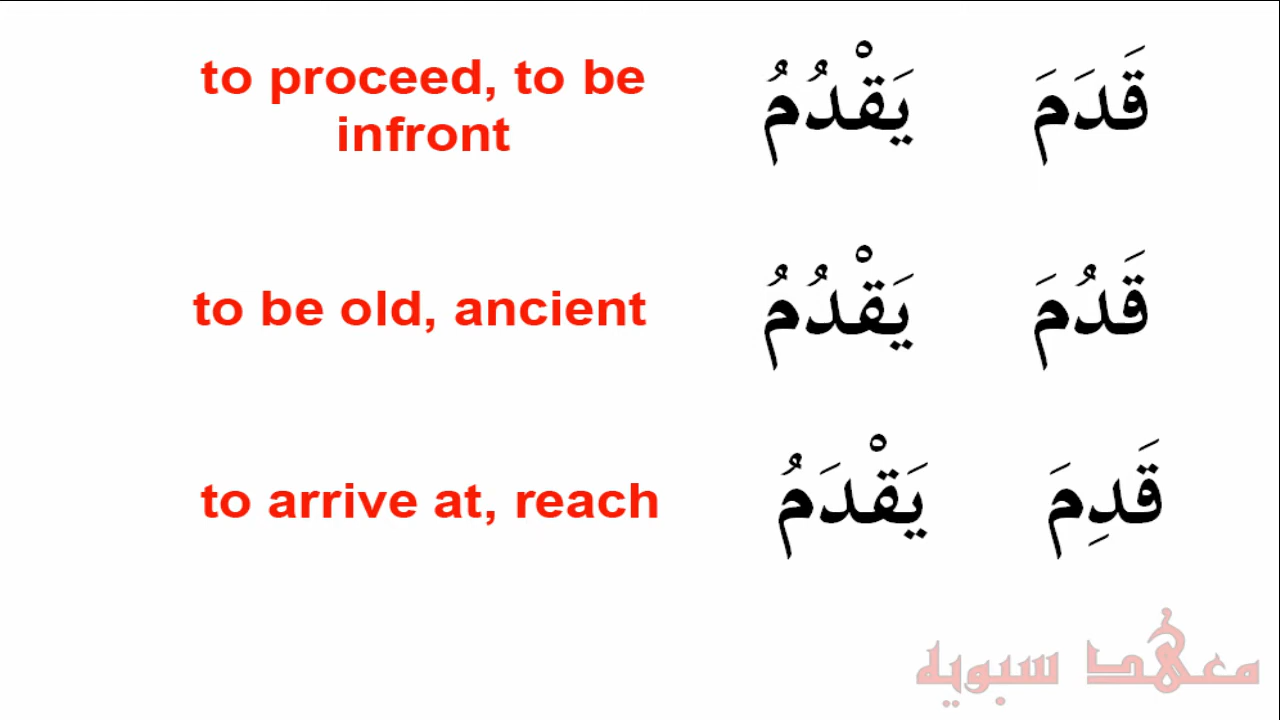 قَدَمَ يَقْدُمُ to proceed, to be
infront
قَدُمَ يَقْدُمُ to be old, ancient
قَدِمَ يَقْدَمُ to arrive at, reach
معهد سبويه